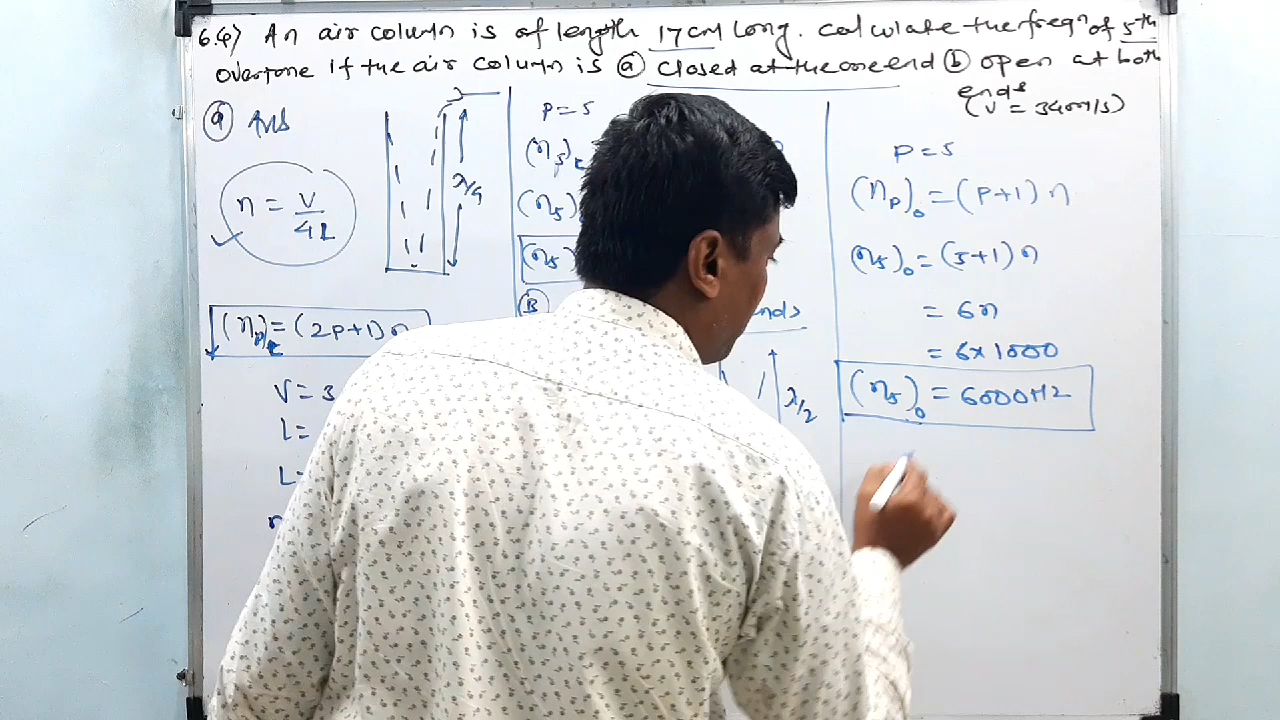 6.4) An air column is of length 17cm long. Calculate the freqn of 5th
overtone if the air column is (a) closed at the one end (b) open at both
ends
(V = 340m/s)
(a) Ans
n = V/4L
λ/4
(np)c = (2P+1)n
V = 3
l =
L=
n
P = 5
(n5)c
(n5)
(n5)
(B)
ends
λ/2
P = 5
(np)o = (P+1) n
(n5)o = (5+1)n
= 6n
= 6×1000
(n5)o = 6000Hz